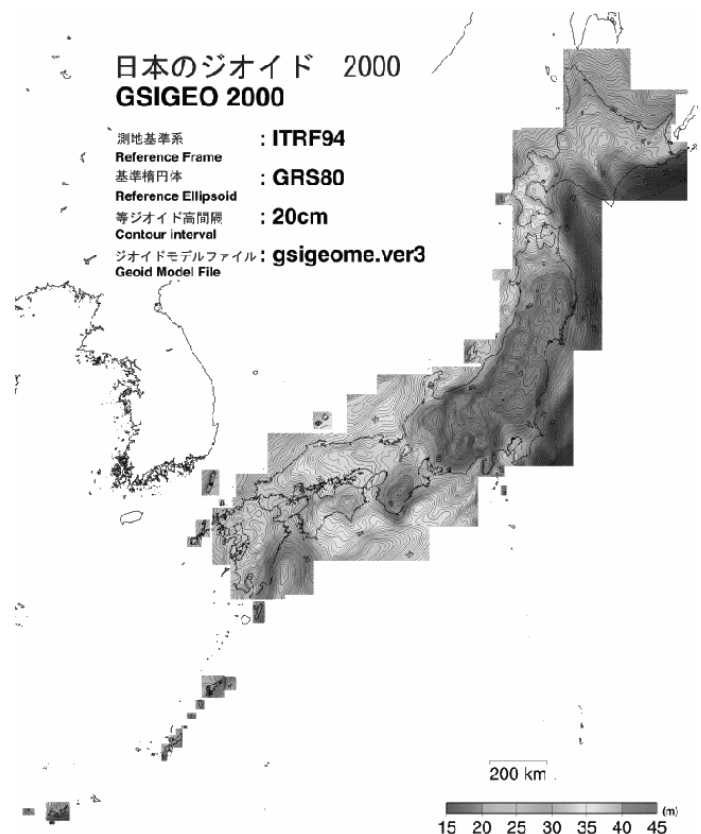 日本のジオイド 2000
GSIGEO 2000
測地基準系 : ITRF94
Reference Frame
基準楕円体 : GRS80
Reference Ellipsoid
等ジオイド高間隔 : 20cm
Contour interval
ジオイドモデルファイル : gsigeome.ver3
Geoid Model File
200 km
(m)
15 20 25 30 35 40 45